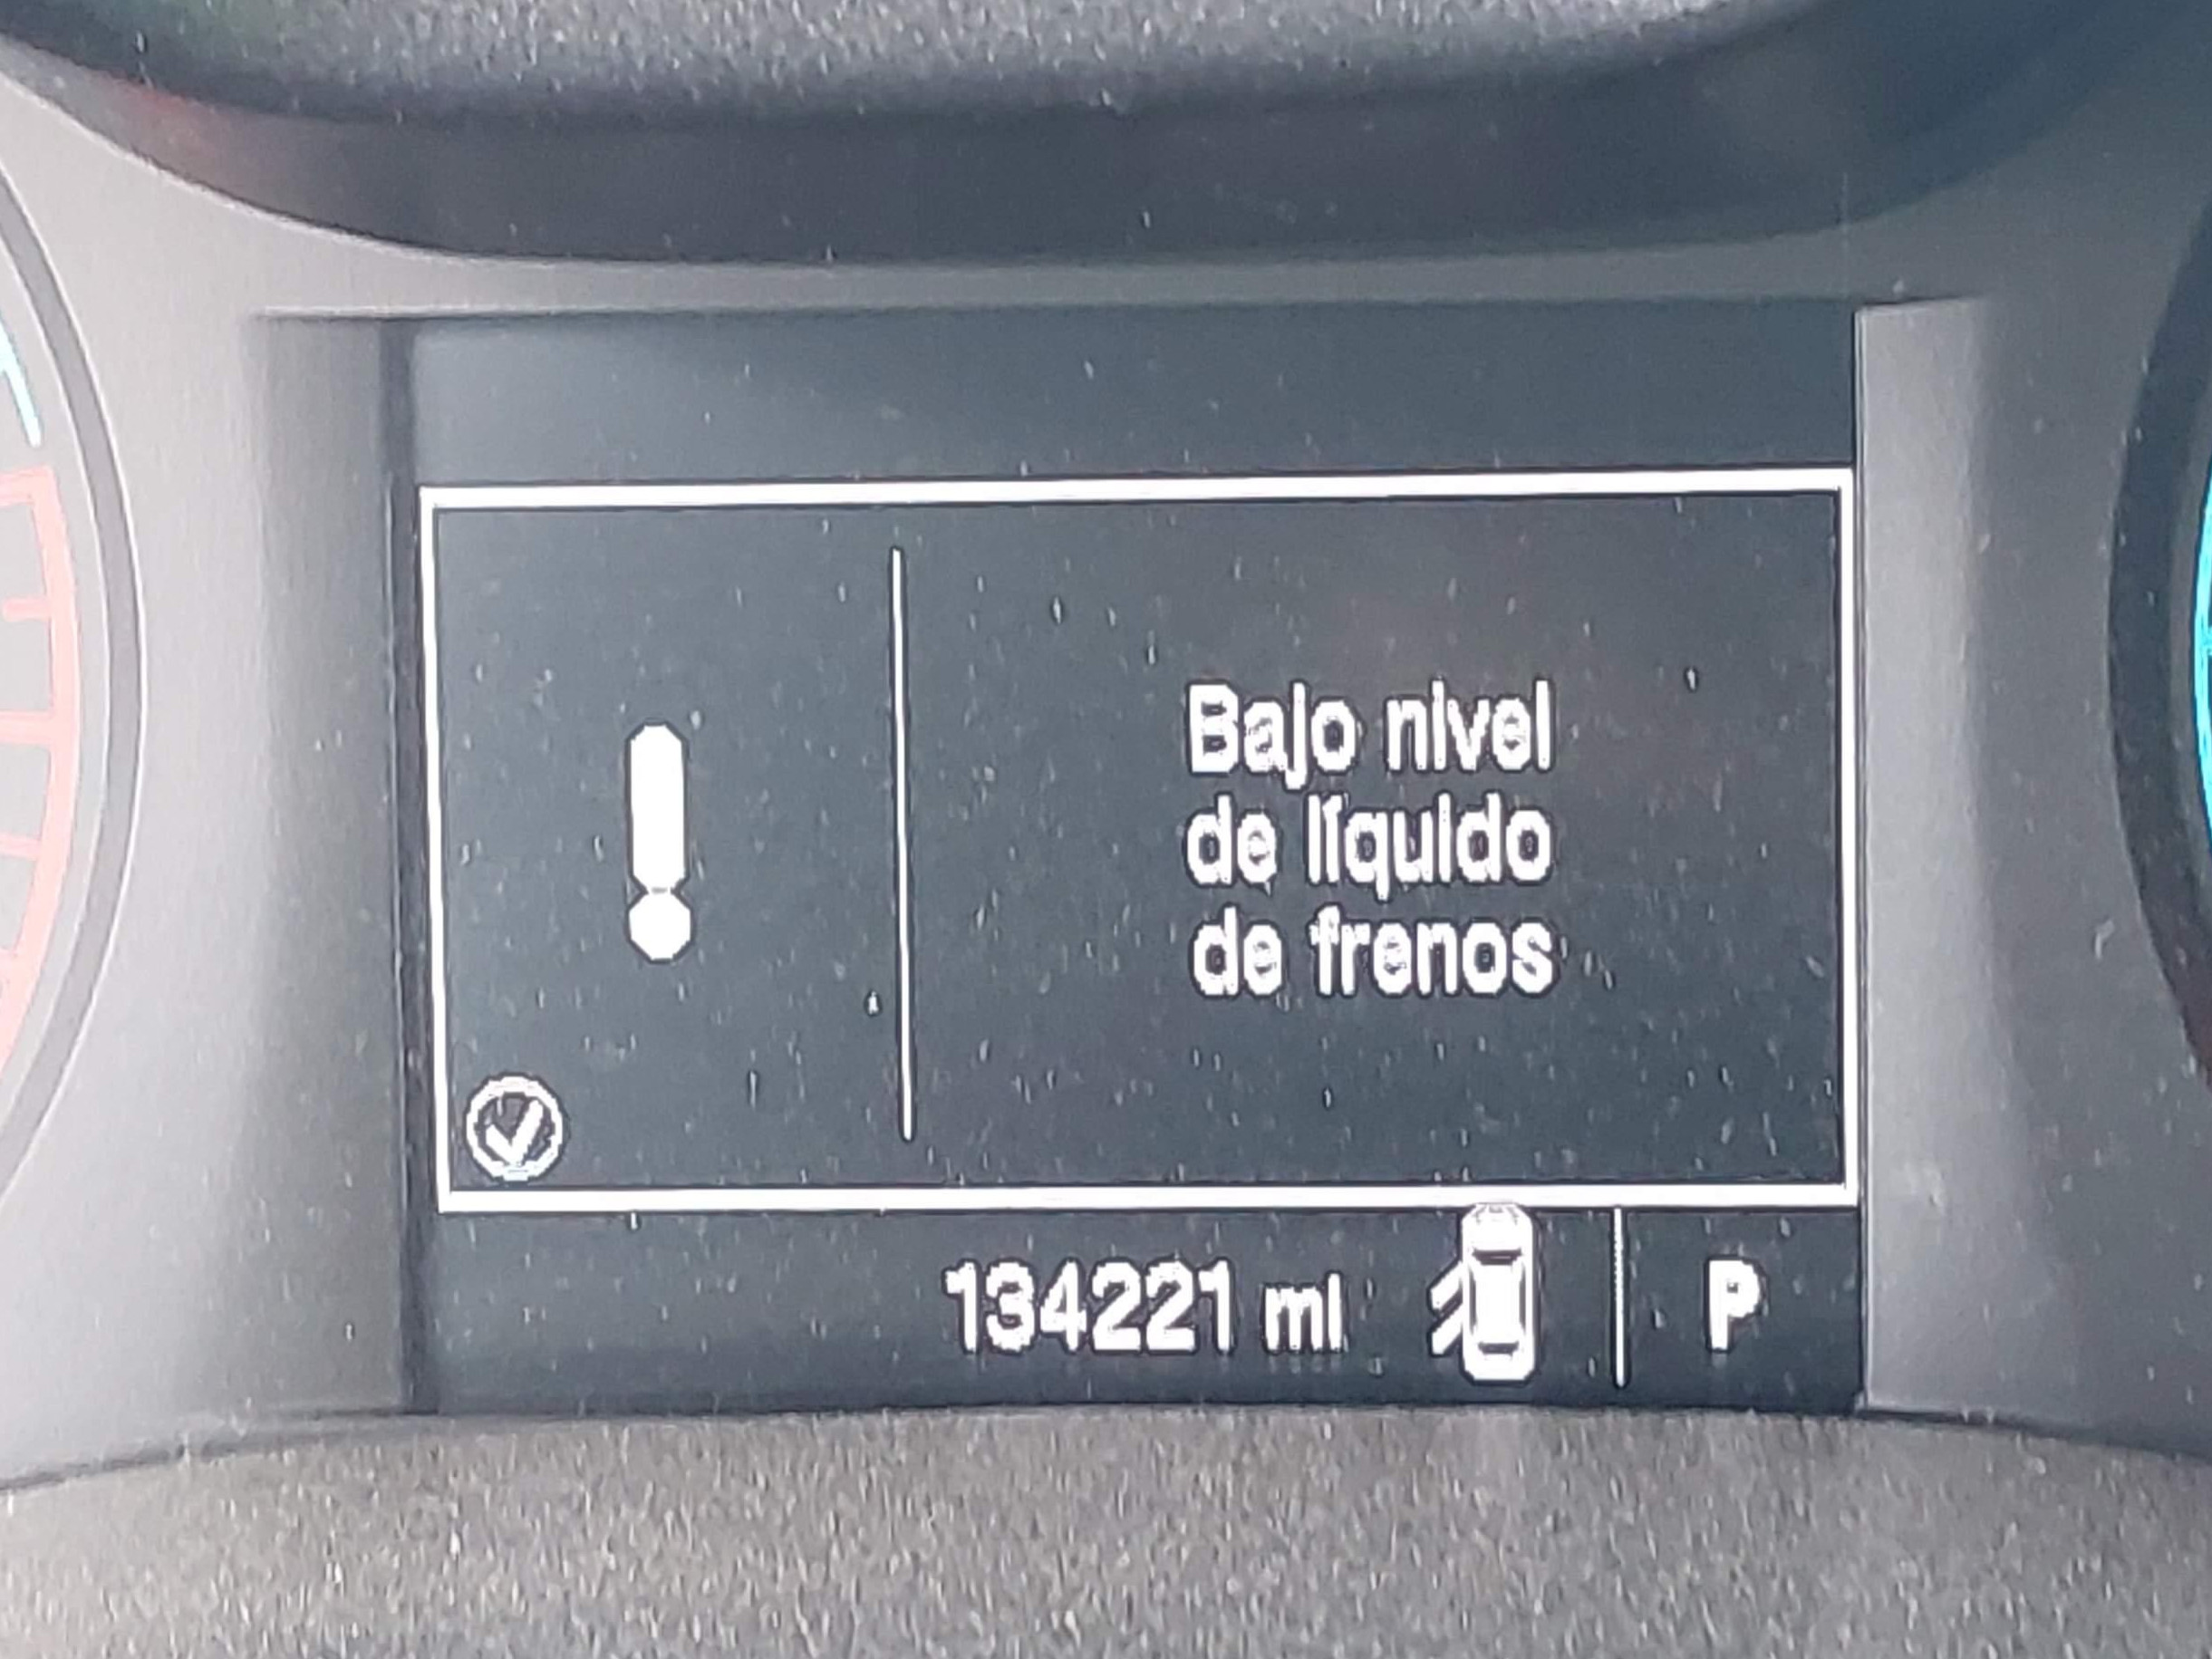 Bajo nivel
de líquido
de frenos
134221 mi
P